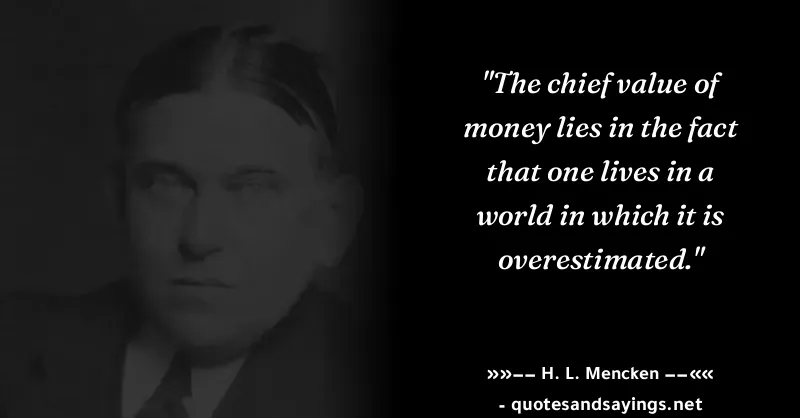 "The chief value of
money lies in the fact
that one lives in a
world in which it is
overestimated."
»»−− H. L. Mencken −−««
- quotesandsayings.net